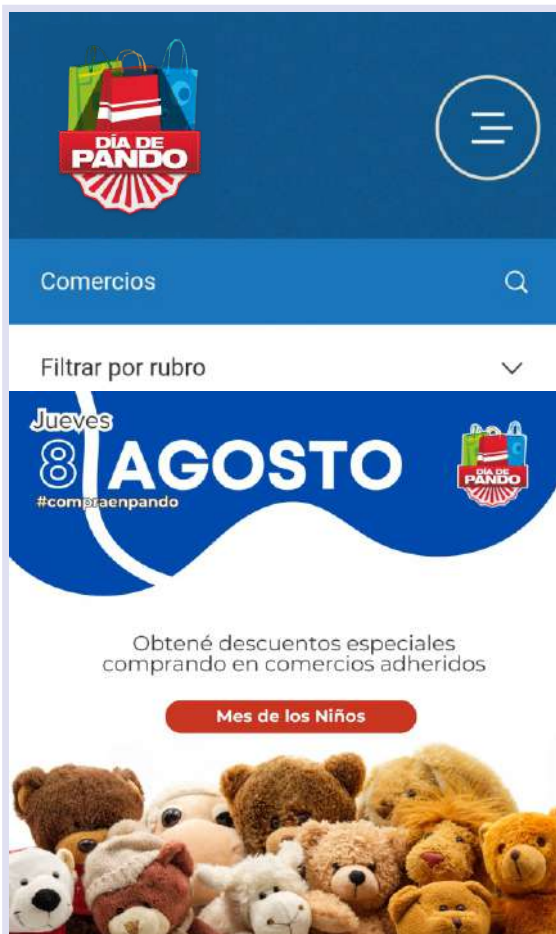 DÍA DE
PANDO
Comercios
Filtrar por rubro
Jueves
8 AGOSTO
#compraenpando
DÍA DE
PANDO
Obtené descuentos especiales
comprando en comercios adheridos
Mes de los Niños